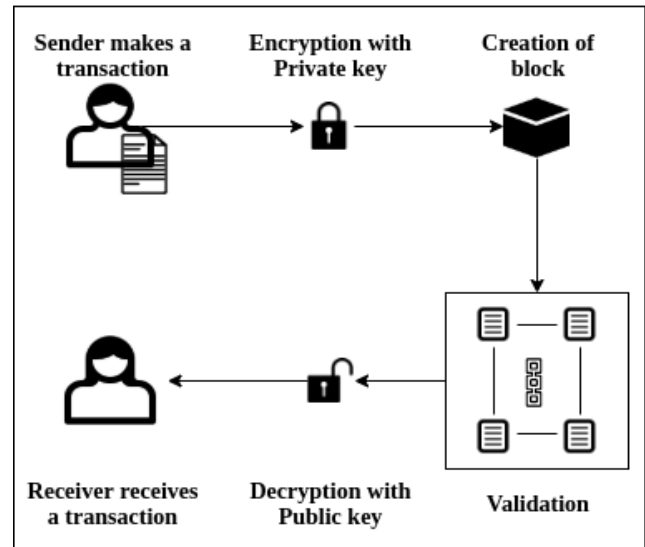 Sender makes a
transaction
Encryption with
Private key
Creation of
block
Receiver receives
a transaction
Decryption with
Public key
Validation